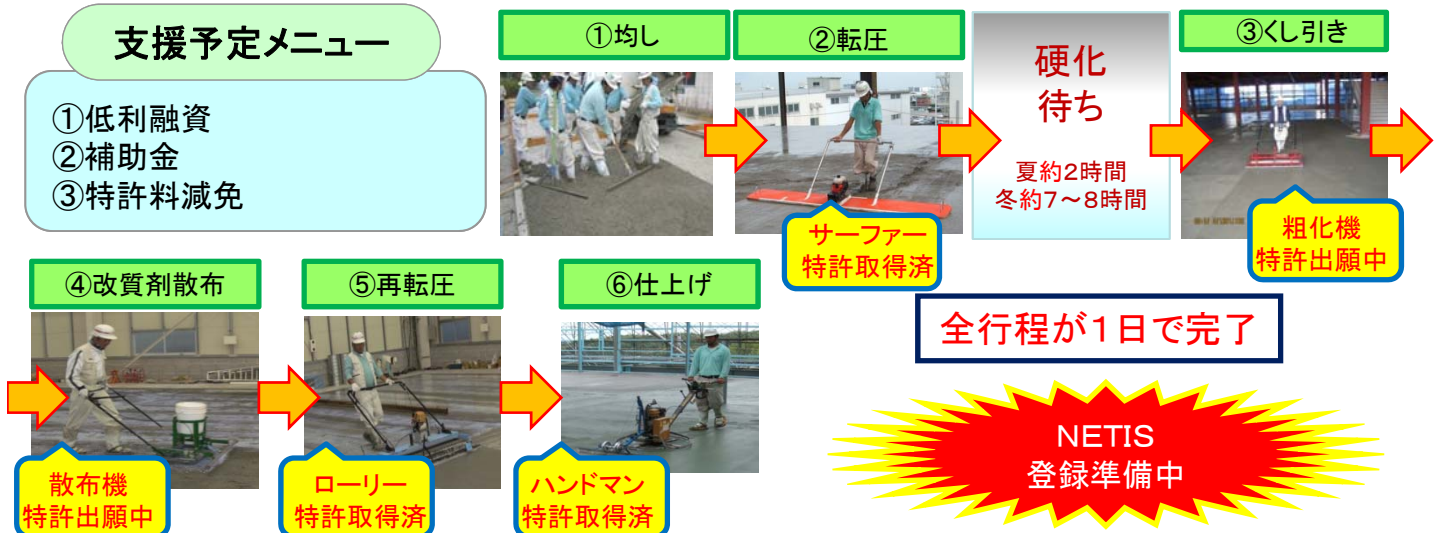 支援予定メニュー
①低利融資
②補助金
③特許料減免
①均し
②転圧
サーファー
特許取得済
硬化
待ち
夏約2時間
冬約7～8時間
③くし引き
粗化機
特許出願中
④改質剤散布
散布機
特許出願中
⑤再転圧
ローリー
特許取得済
⑥仕上げ
ハンドマン
特許取得済
全行程が１日で完了
NETIS
登録準備中